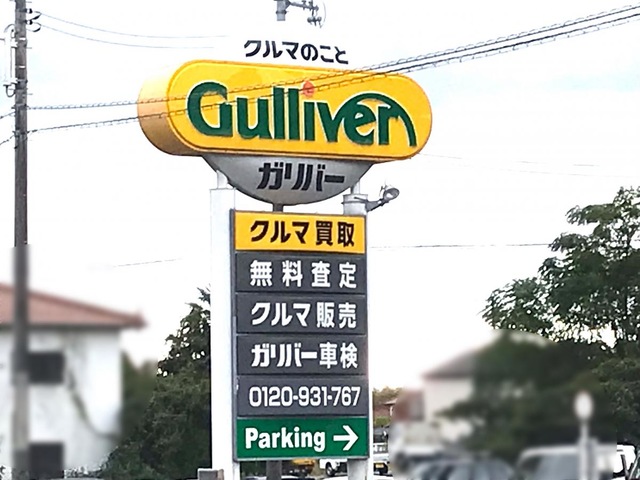 クルマのこと
Gulliver
ガリバー
クルマ買取
無料査定
クルマ販売
ガリバー車検
0120-931-767
Parking →